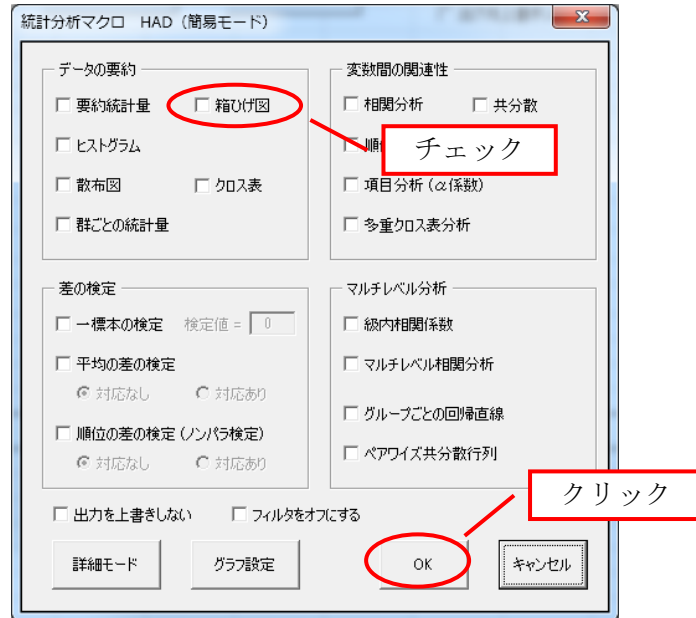 統計分析マクロ HAD (簡易モード)
データの要約
要約統計量 箱ひげ図
ヒストグラム
散布図 クロス表
群ごとの統計量
変数間の関連性
相関分析 共分散
順位
チェック
項目分析 (α係数)
多重クロス表分析
差の検定
一標本の検定 検定値 = 0
平均の差の検定
対応なし 対応あり
順位の差の検定 (ノンパラ検定)
対応なし 対応あり
マルチレベル分析
級内相関係数
マルチレベル相関分析
グループごとの回帰直線
ペアワイズ共分散行列
クリック
出力を上書きしない フィルタをオフにする
詳細モード グラフ設定 OK キャンセル